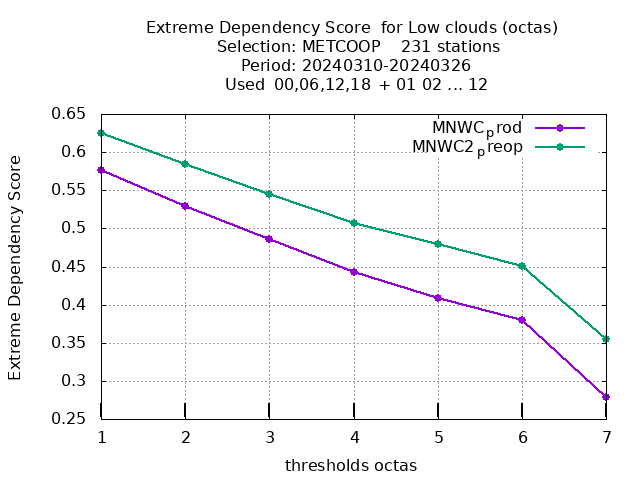 Extreme Dependency Score  for Low clouds (octas)
Selection: METCOOP    231 stations
Period: 20240310-20240326
Used  00,06,12,18 + 01 02 ... 12
MNWCprod
MNWC2preop
Extreme Dependency Score
0.65
0.6
0.55
0.5
0.45
0.4
0.35
0.3
0.25
1 2 3 4 5 6 7
thresholds octas